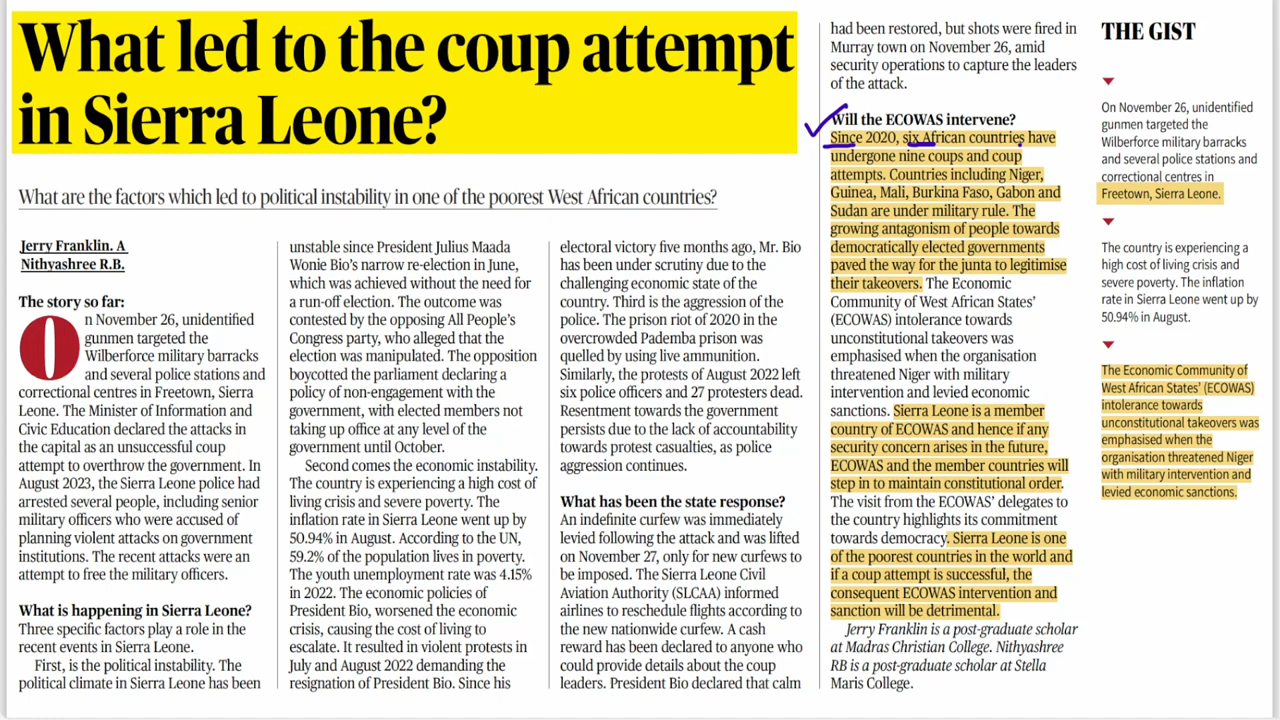 What led to the coup attempt
in Sierra Leone?
What are the factors which led to political instability in one of the poorest West African countries?
Jerry Franklin. A
Nithyashree R.B.
The story so far:
On November 26, unidentified
gunmen targeted the
Wilberforce military barracks
and several police stations and
correctional centres in Freetown, Sierra
Leone. The Minister of Information and
Civic Education declared the attacks in
the capital as an unsuccessful coup
attempt to overthrow the government. In
August 2023, the Sierra Leone police had
arrested several people, including senior
military officers who were accused of
planning violent attacks on government
institutions. The recent attacks were an
attempt to free the military officers.
What is happening in Sierra Leone?
Three specific factors play a role in the
recent events in Sierra Leone.
First, is the political instability. The
political climate in Sierra Leone has been
unstable since President Julius Maada
Wonie Bio's narrow re-election in June,
which was achieved without the need for
a run-off election. The outcome was
contested by the opposing All People's
Congress party, who alleged that the
election was manipulated. The opposition
boycotted the parliament declaring a
policy of non-engagement with the
government, with elected members not
taking up office at any level of the
government until October.
Second comes the economic instability.
The country is experiencing a high cost of
living crisis and severe poverty. The
inflation rate in Sierra Leone went up by
50.94% in August. According to the UN,
59.2% of the population lives in poverty.
The youth unemployment rate was 4.15%
in 2022. The economic policies of
President Bio, worsened the economic
crisis, causing the cost of living to
escalate. It resulted in violent protests in
July and August 2022 demanding the
resignation of President Bio. Since his
electoral victory five months ago, Mr. Bio
has been under scrutiny due to the
challenging economic state of the
country. Third is the aggression of the
police. The prison riot of 2020 in the
overcrowded Pademba prison was
quelled by using live ammunition.
Similarly, the protests of August 2022 left
six police officers and 27 protesters dead.
Resentment towards the government
persists due to the lack of accountability
towards protest casualties, as police
aggression continues.
What has been the state response?
An indefinite curfew was immediately
levied following the attack and was lifted
on November 27, only for new curfews to
be imposed. The Sierra Leone Civil
Aviation Authority (SLCAA) informed
airlines to reschedule flights according to
the new nationwide curfew. A cash
reward has been declared to anyone who
could provide details about the coup
leaders. President Bio declared that calm
had been restored, but shots were fired in
Murray town on November 26, amid
security operations to capture the leaders
of the attack.
Will the ECOWAS intervene?
Since 2020, six African countries have
undergone nine coups and coup
attempts. Countries including Niger,
Guinea, Mali, Burkina Faso, Gabon and
Sudan are under military rule. The
growing antagonism of people towards
democratically elected governments
paved the way for the junta to legitimise
their takeovers. The Economic
Community of West African States'
(ECOWAS) intolerance towards
unconstitutional takeovers was
emphasised when the organisation
threatened Niger with military
intervention and levied economic
sanctions. Sierra Leone is a member
country of ECOWAS and hence if any
security concern arises in the future,
ECOWAS and the member countries will
step in to maintain constitutional order.
The visit from the ECOWAS' delegates to
the country highlights its commitment
towards democracy. Sierra Leone is one
of the poorest countries in the world and
if a coup attempt is successful, the
consequent ECOWAS intervention and
sanction will be detrimental.
Jerry Franklin is a post-graduate scholar
at Madras Christian College. Nithyashree
RB is a post-graduate scholar at Stella
Maris College.
THE GIST
On November 26, unidentified
gunmen targeted the
Wilberforce military barracks
and several police stations and
correctional centres in
Freetown, Sierra Leone.
The country is experiencing a
high cost of living crisis and
severe poverty. The inflation
rate in Sierra Leone went up by
50.94% in August.
The Economic Community of
West African States' (ECOWAS)
intolerance towards
unconstitutional takeovers was
emphasised when the
organisation threatened Niger
with military intervention and
levied economic sanctions.